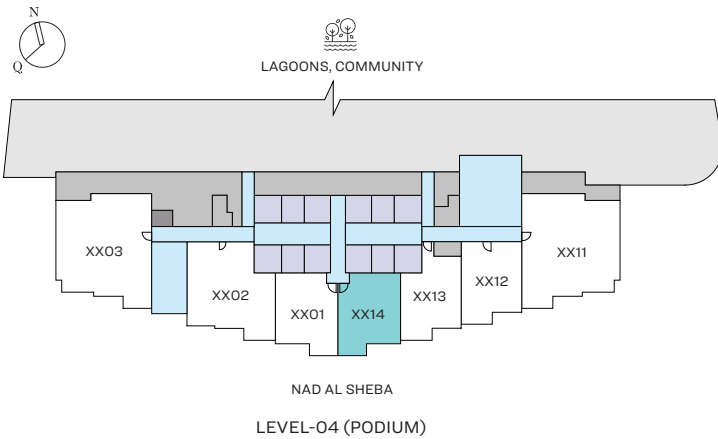 N
Q
LAGOONS, COMMUNITY
XX03
XX02
XX01
XX14
XX13
XX12
XX11
NAD AL SHEBA
LEVEL-04 (PODIUM)